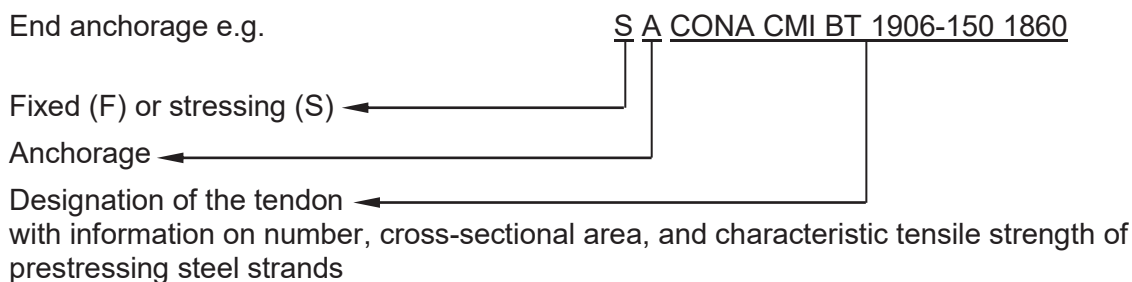 End anchorage e.g. S A CONA CMI BT 1906-150 1860
Fixed (F) or stressing (S)
Anchorage
Designation of the tendon
with information on number, cross-sectional area, and characteristic tensile strength of
prestressing steel strands